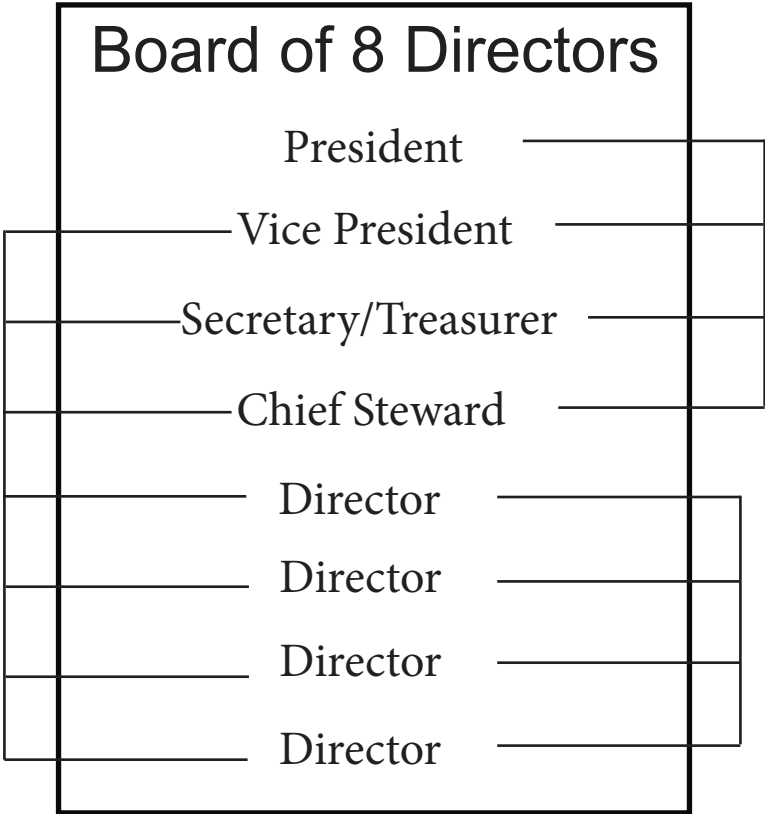 Board of 8 Directors
President
Vice President
Secretary/Treasurer
Chief Steward
Director
Director
Director
Director